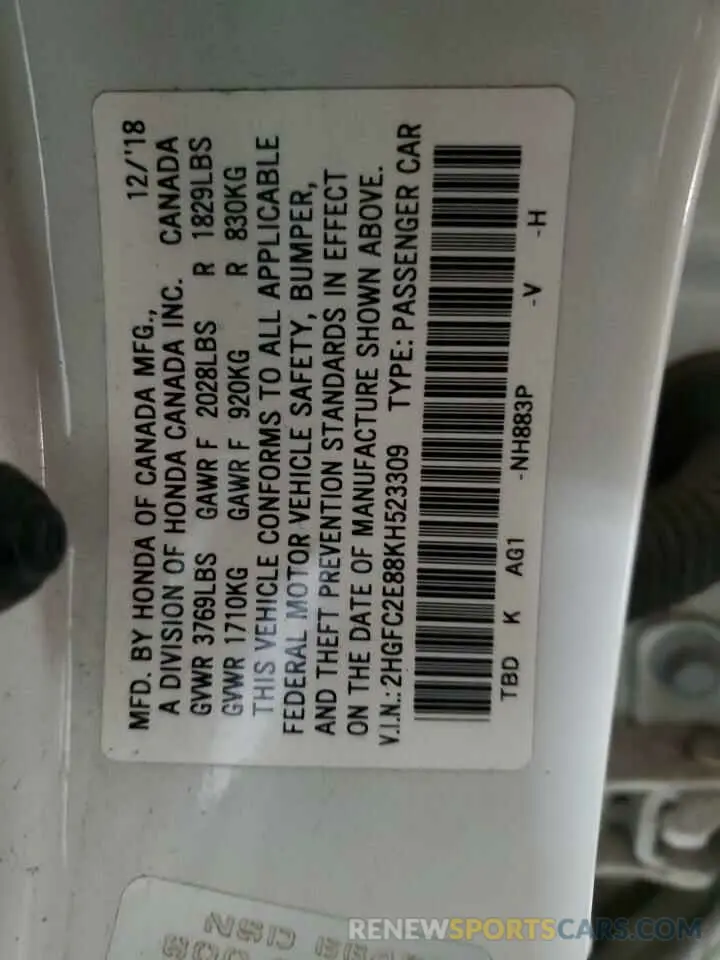 MFD. BY HONDA OF CANADA MFG., 12/'18
A DIVISION OF HONDA CANADA INC. CANADA
GVWR 3769LBS GAWR F 2028LBS R 1829LBS
GVWR 1710KG GAWR F 920KG R 830KG
THIS VEHICLE CONFORMS TO ALL APPLICABLE
FEDERAL MOTOR VEHICLE SAFETY, BUMPER,
AND THEFT PREVENTION STANDARDS IN EFFECT
ON THE DATE OF MANUFACTURE SHOWN ABOVE.
V.I.N.: 2HGFC2E88KH523309 TYPE: PASSENGER CAR
TBD K AG1 -NH883P -V -H
RENEWSPORTSCARS.COM